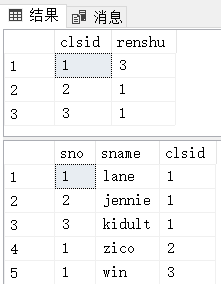 结果 消息
clsid renshu
1 1 3
2 2 1
3 3 1
sno sname clsid
1 1 lane 1
2 2 jennie 1
3 3 kidult 1
4 1 zico 2
5 1 win 3